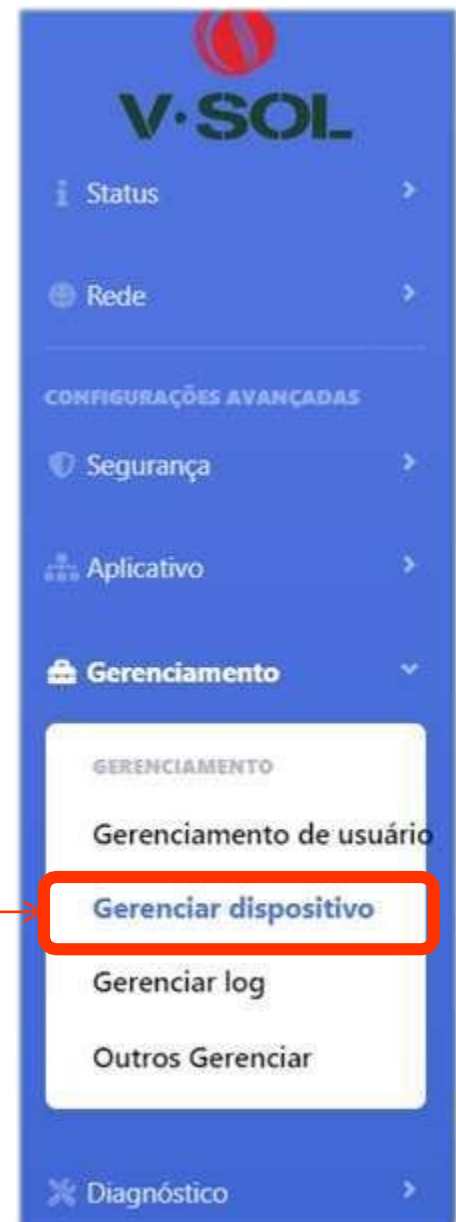 V·SOL
Status
Rede
CONFIGURAÇÕES AVANÇADAS
Segurança
Aplicativo
Gerenciamento
GERENCIAMENTO
Gerenciamento de usuário
Gerenciar dispositivo
Gerenciar log
Outros Gerenciar
Diagnóstico